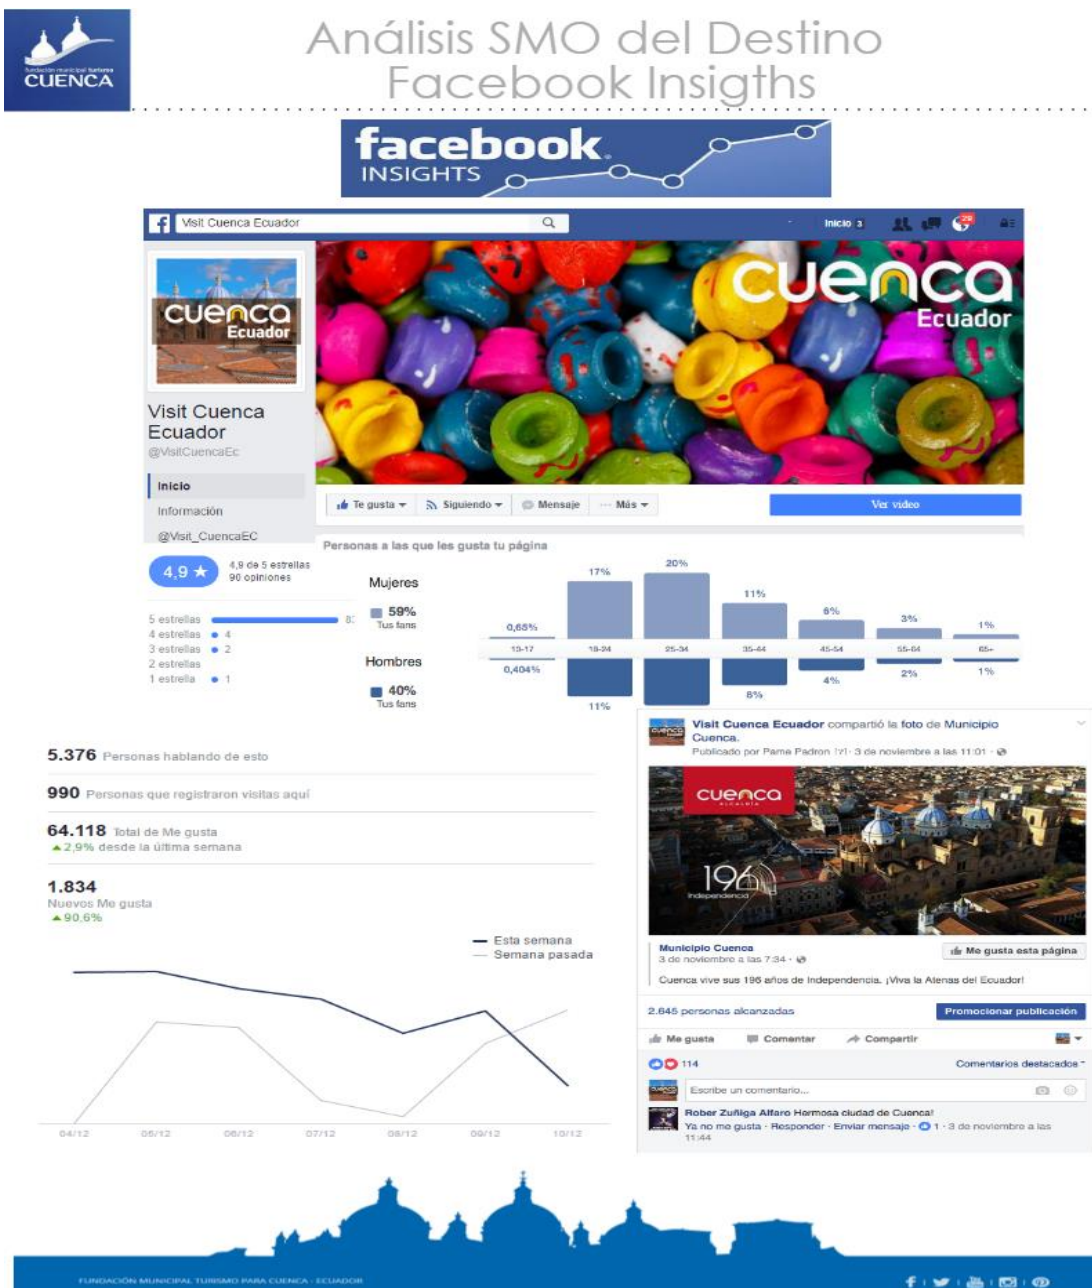 fundación municipal turismo
CUENCA
Análisis SMO del Destino
Facebook Insigths
facebook
INSIGHTS
Visit Cuenca Ecuador
Inicio 3
29
cuenca
Ecuador
cuenca
Ecuador
Visit Cuenca
Ecuador
@VisitCuencaEc
Inicio
Información
@Visit_CuencaEC
Te gusta
Siguiendo
Mensaje
Más
Ver video
4,9 ★
4,9 de 5 estrellas
90 opiniones
5 estrellas
4 estrellas 4
3 estrellas 2
2 estrellas
1 estrella 1
Personas a las que les gusta tu página
Mujeres
59%
Tus fans
Hombres
40%
Tus fans
0,65% 17% 20% 11% 6% 3% 1%
13-17 18-24 25-34 35-44 45-54 55-64 65+
0,404% 11% 8% 4% 2% 1%
5.376 Personas hablando de esto
990 Personas que registraron visitas aquí
64.118 Total de Me gusta
2,9% desde la última semana
1.834
Nuevos Me gusta
90,6%
Esta semana
Semana pasada
04/12 05/12 06/12 07/12 08/12 09/12 10/12
Visit Cuenca Ecuador compartió la foto de Municipio
Cuenca.
Publicado por Pame Padron [?] · 3 de noviembre a las 11:01 ·
cuenca
ALCALDÍA
196
Independencia
Municipio Cuenca
3 de noviembre a las 7:34 ·
Me gusta esta página
Cuenca vive sus 196 años de Independencia. ¡Viva la Atenas del Ecuador!
2.645 personas alcanzadas
Promocionar publicación
Me gusta Comentar Compartir
114
Comentarios destacados
Escribe un comentario...
Rober Zuñiga Alfaro Hermosa ciudad de Cuenca!
Ya no me gusta · Responder · Enviar mensaje · 1 · 3 de noviembre a las
11:44
FUNDACIÓN MUNICIPAL TURISMO PARA CUENCA - ECUADOR